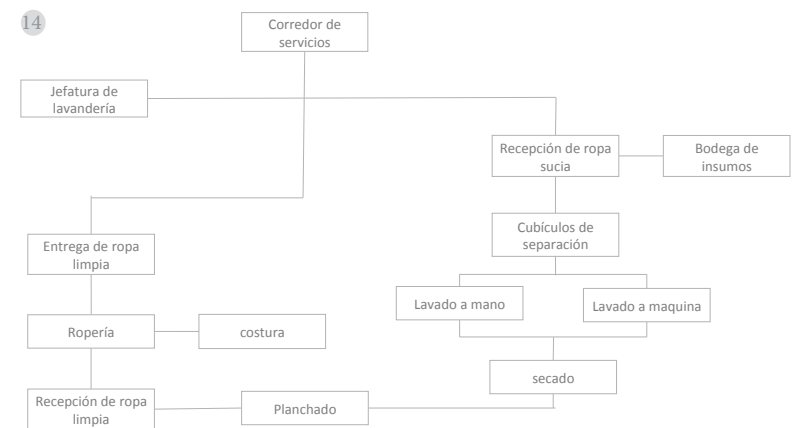 14
Corredor de
servicios
Jefatura de
lavandería
Recepción de ropa
sucia
Bodega de
insumos
Cubículos de
separación
Entrega de ropa
limpia
Lavado a mano
Lavado a maquina
Ropería
costura
secado
Recepción de ropa
limpia
Planchado